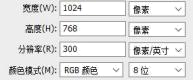 宽度(W): 1024 像素
高度(H): 768 像素
分辨率(R): 300 像素/英寸
颜色模式(M): RGB 颜色 8 位